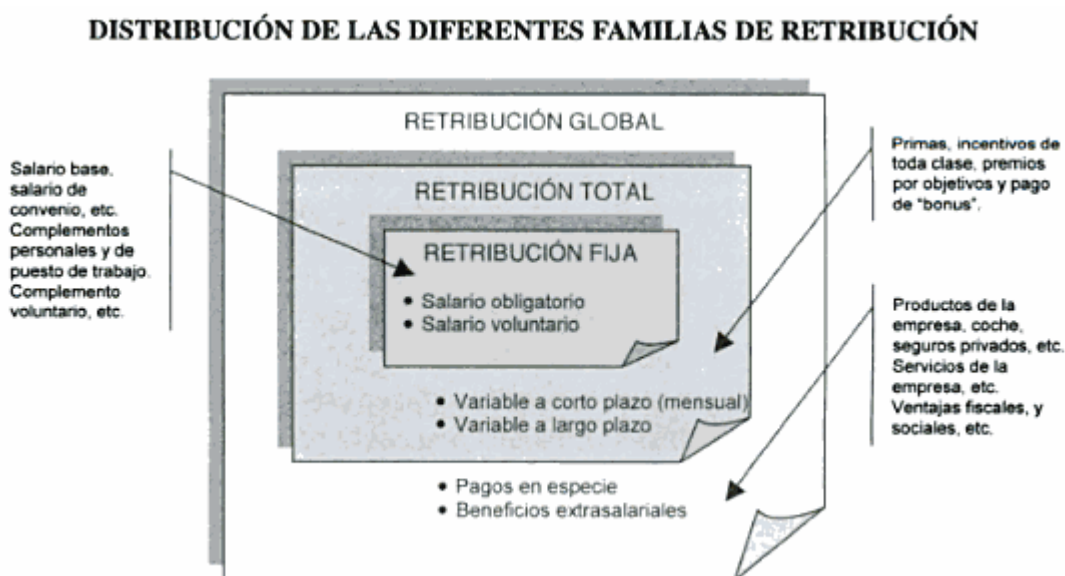 DISTRIBUCIÓN DE LAS DIFERENTES FAMILIAS DE RETRIBUCIÓN
RETRIBUCIÓN GLOBAL
Salario base,
salario de
convenio, etc.
Complementos
personales y de
puesto de trabajo.
Complemento
voluntario, etc.
RETRIBUCIÓN TOTAL
RETRIBUCIÓN FIJA
• Salario obligatorio
• Salario voluntario
• Variable a corto plazo (mensual)
• Variable a largo plazo
• Pagos en especie
• Beneficios extrasalariales
Primas, incentivos de
toda clase, premios
por objetivos y pago
de "bonus".
Productos de la
empresa, coche,
seguros privados, etc.
Servicios de la
empresa, etc.
Ventajas fiscales, y
sociales, etc.